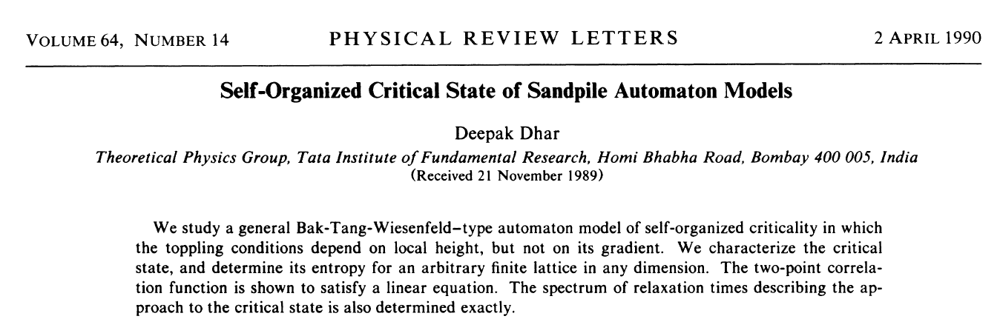 VOLUME 64, NUMBER 14 PHYSICAL REVIEW LETTERS 2 APRIL 1990
Self-Organized Critical State of Sandpile Automaton Models
Deepak Dhar
Theoretical Physics Group, Tata Institute of Fundamental Research, Homi Bhabha Road, Bombay 400 005, India
(Received 21 November 1989)
We study a general Bak-Tang-Wiesenfeld–type automaton model of self-organized criticality in which
the toppling conditions depend on local height, but not on its gradient. We characterize the critical
state, and determine its entropy for an arbitrary finite lattice in any dimension. The two-point correla-
tion function is shown to satisfy a linear equation. The spectrum of relaxation times describing the ap-
proach to the critical state is also determined exactly.